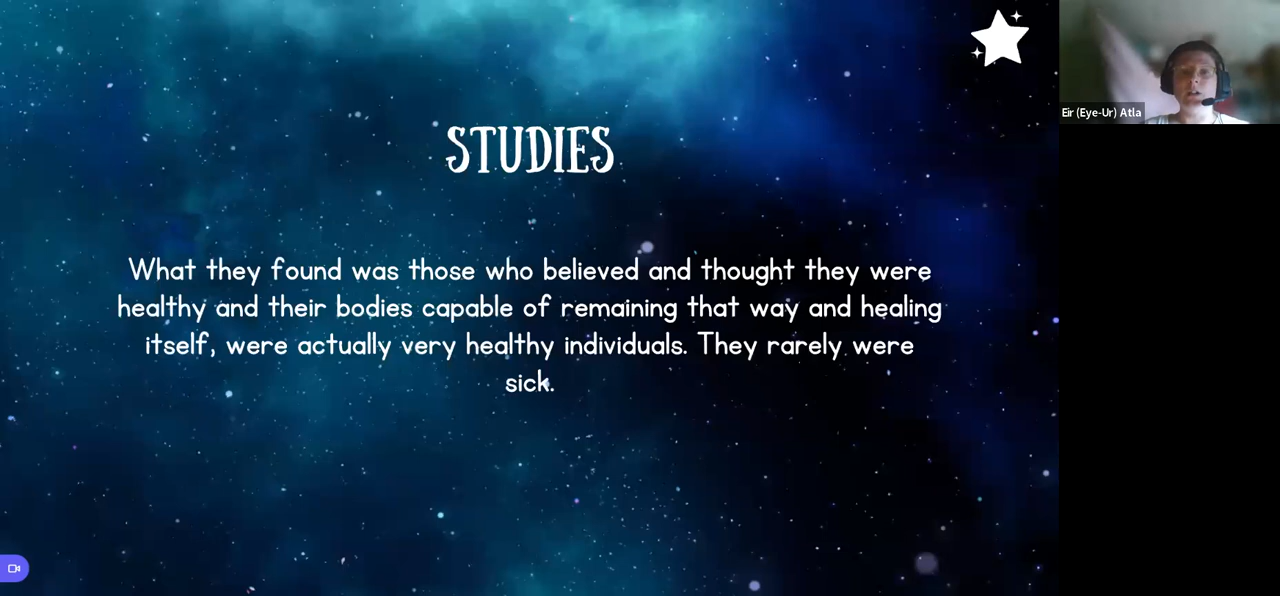 STUDIES
What they found was those who believed and thought they were
healthy and their bodies capable of remaining that way and healing
itself, were actually very healthy individuals. They rarely were
sick.
Eir (Eye-Ur) Atla